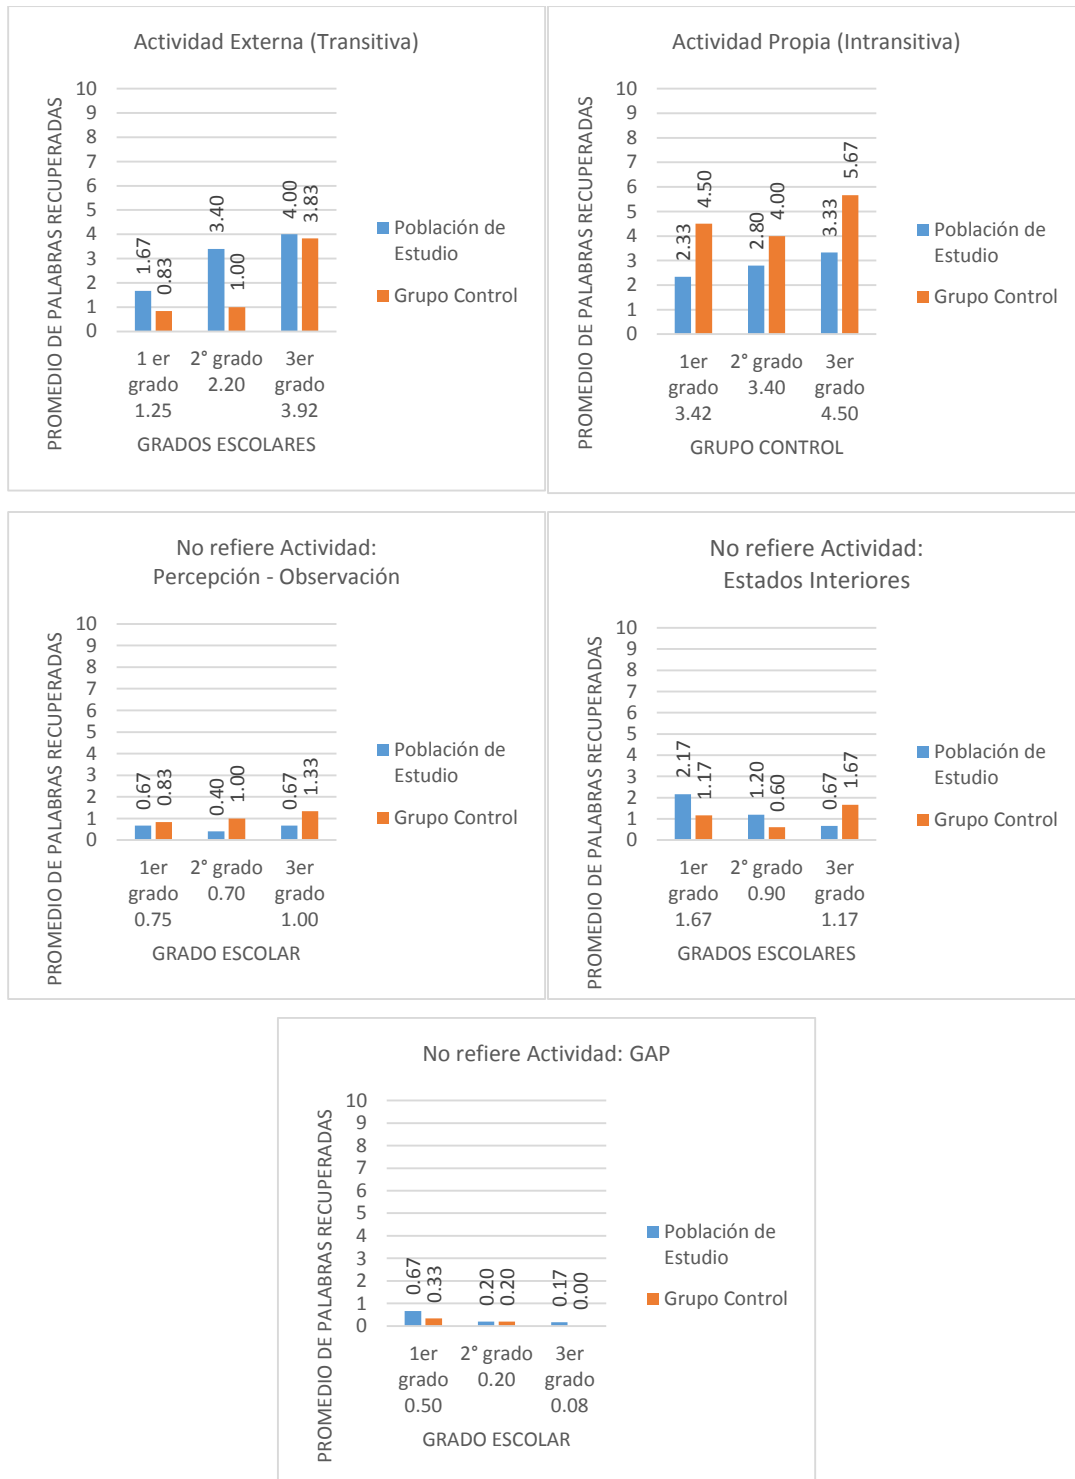 Actividad Externa (Transitiva)
PROMEDIO DE PALABRAS RECUPERADAS
10
9
8
7
6
5
4
3
2
1
0
1.67
0.83
3.40
1.00
4.00
3.83
1 er
grado
1.25
2° grado
2.20
3er
grado
3.92
GRADOS ESCOLARES
Población de
Estudio
Grupo Control
Actividad Propia (Intransitiva)
PROMEDIO DE PALABRAS RECUPERADAS
10
9
8
7
6
5
4
3
2
1
0
2.33
4.50
2.80
4.00
3.33
5.67
1er
grado
3.42
2° grado
3.40
3er
grado
4.50
GRUPO CONTROL
Población de
Estudio
Grupo Control
No refiere Actividad:
Percepción - Observación
PROMEDIO DE PALABRAS RECUPERADAS
10
9
8
7
6
5
4
3
2
1
0
0.67
0.83
0.40
1.00
0.67
1.33
1er
grado
0.75
2° grado
0.70
3er
grado
1.00
GRADO ESCOLAR
Población de
Estudio
Grupo Control
No refiere Actividad:
Estados Interiores
PROMEDIO DE PALABRAS RECUPERADAS
10
9
8
7
6
5
4
3
2
1
0
2.17
1.17
1.20
0.60
0.67
1.67
1er
grado
1.67
2° grado
0.90
3er
grado
1.17
GRADOS ESCOLARES
Población de
Estudio
Grupo Control
No refiere Actividad: GAP
PROMEDIO DE PALABRAS RECUPERADAS
10
9
8
7
6
5
4
3
2
1
0
0.67
0.33
0.20
0.20
0.17
0.00
1er
grado
0.50
2° grado
0.20
3er
grado
0.08
GRADO ESCOLAR
Población de
Estudio
Grupo Control